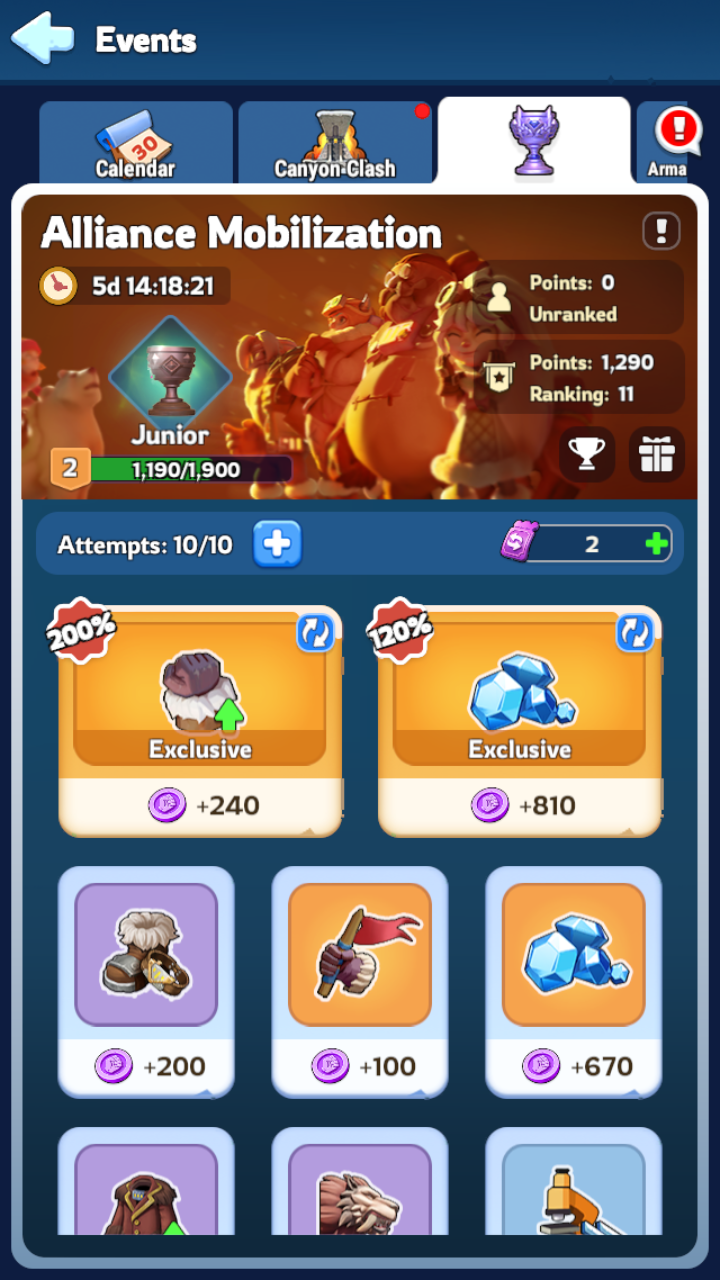 Events
30
Calendar
Canyon Clash
Arma
Alliance Mobilization
5d 14:18:21
Points: 0
Unranked
Points: 1,290
Ranking: 11
Junior
2
1,190/1,900
Attempts: 10/10
2
200%
Exclusive
+240
120%
Exclusive
+810
+200
+100
+670